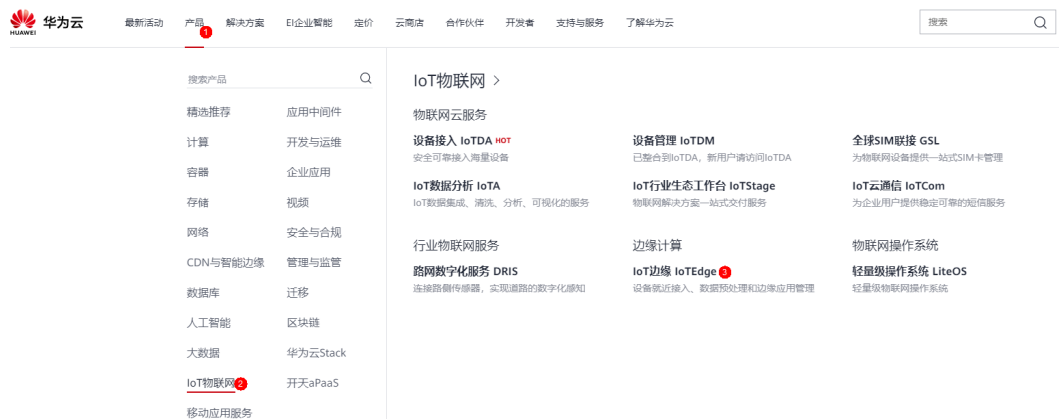 HUAWEI 华为云 最新活动 产品 解决方案 EI企业智能 定价 云商店 合作伙伴 开发者 支持与服务 了解华为云 搜索
1
搜索产品
精选推荐 应用中间件
计算 开发与运维
容器 企业应用
存储 视频
网络 安全与合规
CDN与智能边缘 管理与监管
数据库 迁移
人工智能 区块链
大数据 华为云Stack
IoT物联网 2 开天aPaaS
移动应用服务
IoT物联网 >
物联网云服务
设备接入 IoTDA HOT 设备管理 IoTDM 全球SIM联接 GSL
安全可靠接入海量设备 已整合到IoTDA，新用户请访问IoTDA 为物联网设备提供一站式SIM卡管理
IoT数据分析 IoTA IoT行业生态工作台 IoTStage IoT云通信 IoTCom
IoT数据集成、清洗、分析、可视化的服务 物联网解决方案一站式交付服务 为企业用户提供稳定可靠的短信服务
行业物联网服务 边缘计算 物联网操作系统
路网数字化服务 DRIS IoT边缘 IoTEdge 3 轻量级操作系统 LiteOS
连接路侧传感器，实现道路的数字化感知 设备就近接入、数据预处理和边缘应用管理 轻量级物联网操作系统